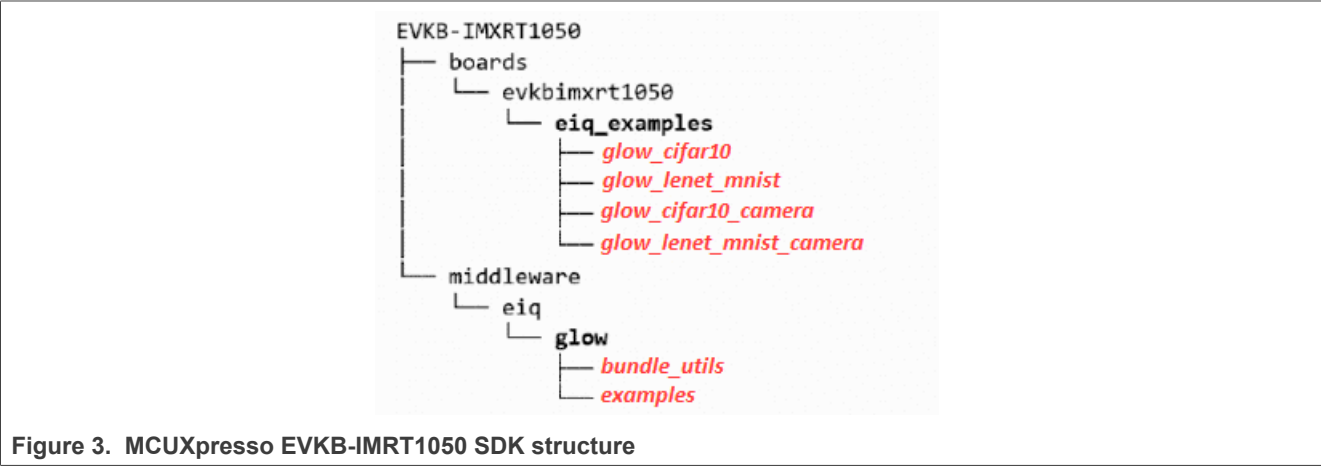 EVKB-IMXRT1050
boards
evkbimxrt1050
eiq_examples
glow_cifar10
glow_lenet_mnist
glow_cifar10_camera
glow_lenet_mnist_camera
middleware
eiq
glow
bundle_utils
examples
Figure 3. MCUXpresso EVKB-IMRT1050 SDK structure